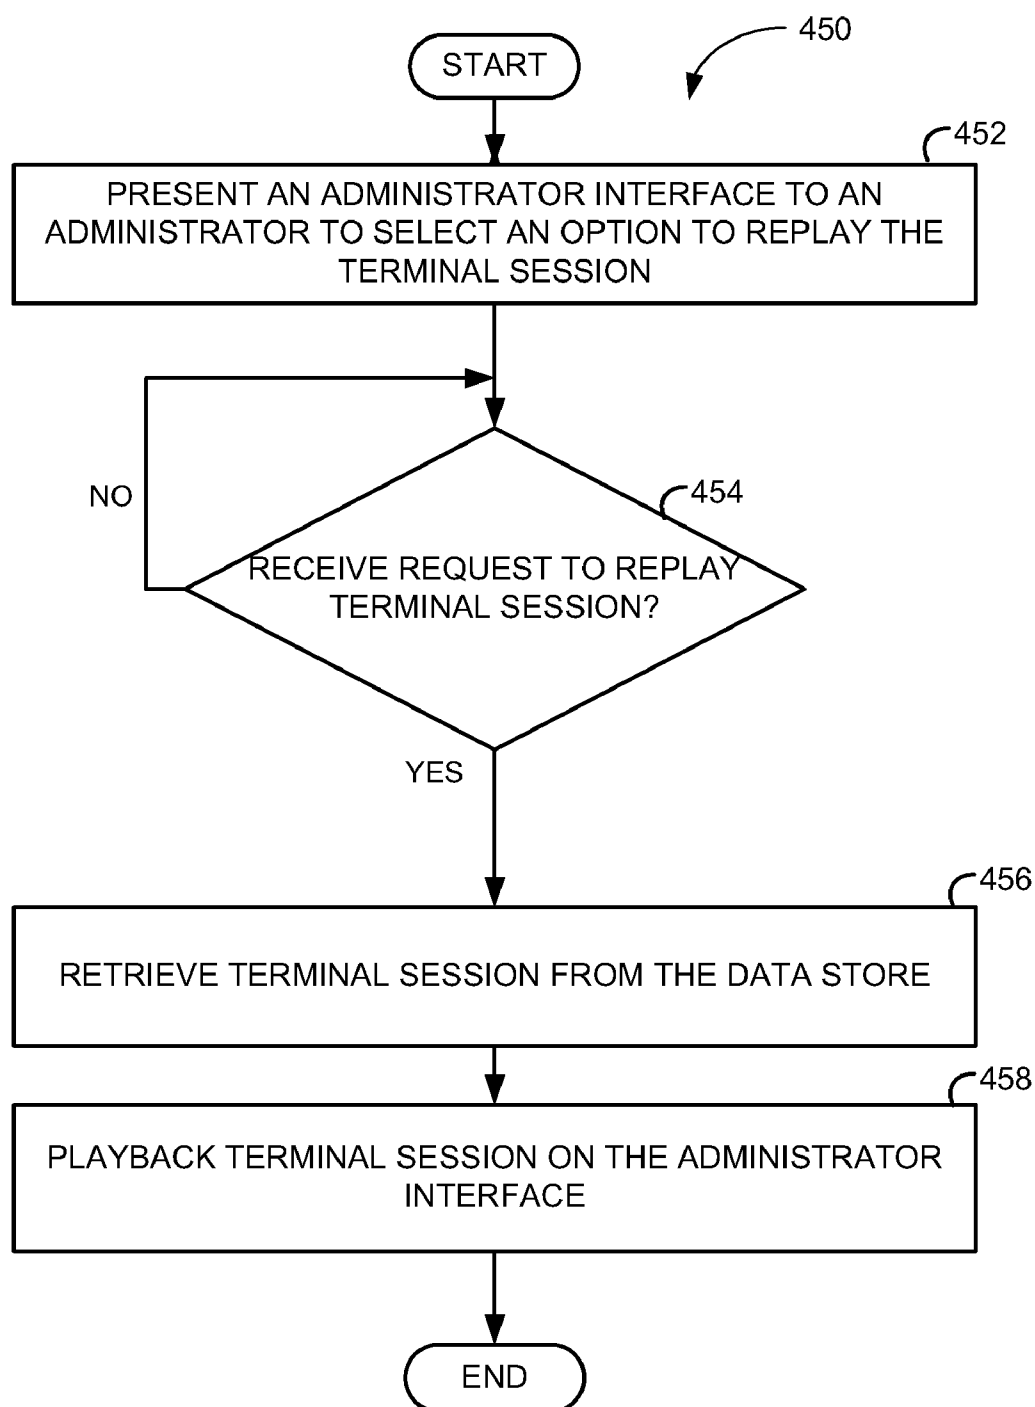 START
450
452
PRESENT AN ADMINISTRATOR INTERFACE TO AN
ADMINISTRATOR TO SELECT AN OPTION TO REPLAY THE
TERMINAL SESSION
NO
454
RECEIVE REQUEST TO REPLAY
TERMINAL SESSION?
YES
456
RETRIEVE TERMINAL SESSION FROM THE DATA STORE
458
PLAYBACK TERMINAL SESSION ON THE ADMINISTRATOR
INTERFACE
END